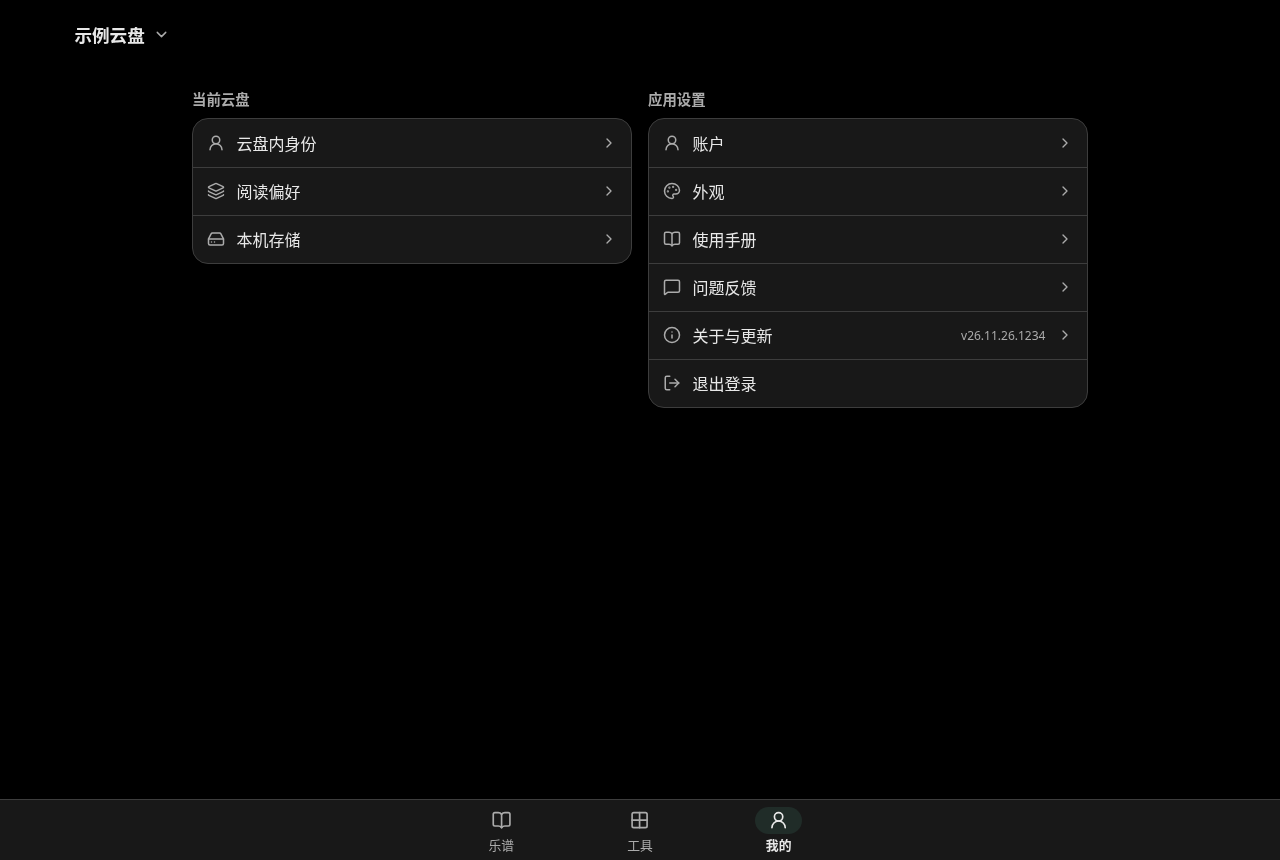 示例云盘
当前云盘
云盘内身份
阅读偏好
本机存储
应用设置
账户
外观
使用手册
问题反馈
关于与更新 v26.11.26.1234
退出登录
乐谱
工具
我的